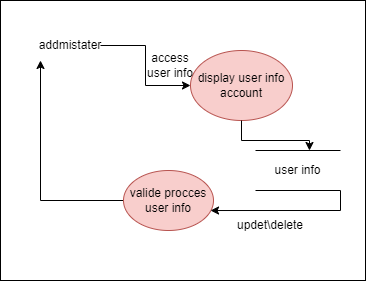 addmistater
access
user info
display user info
account
user info
valide procces
user info
updet\delete